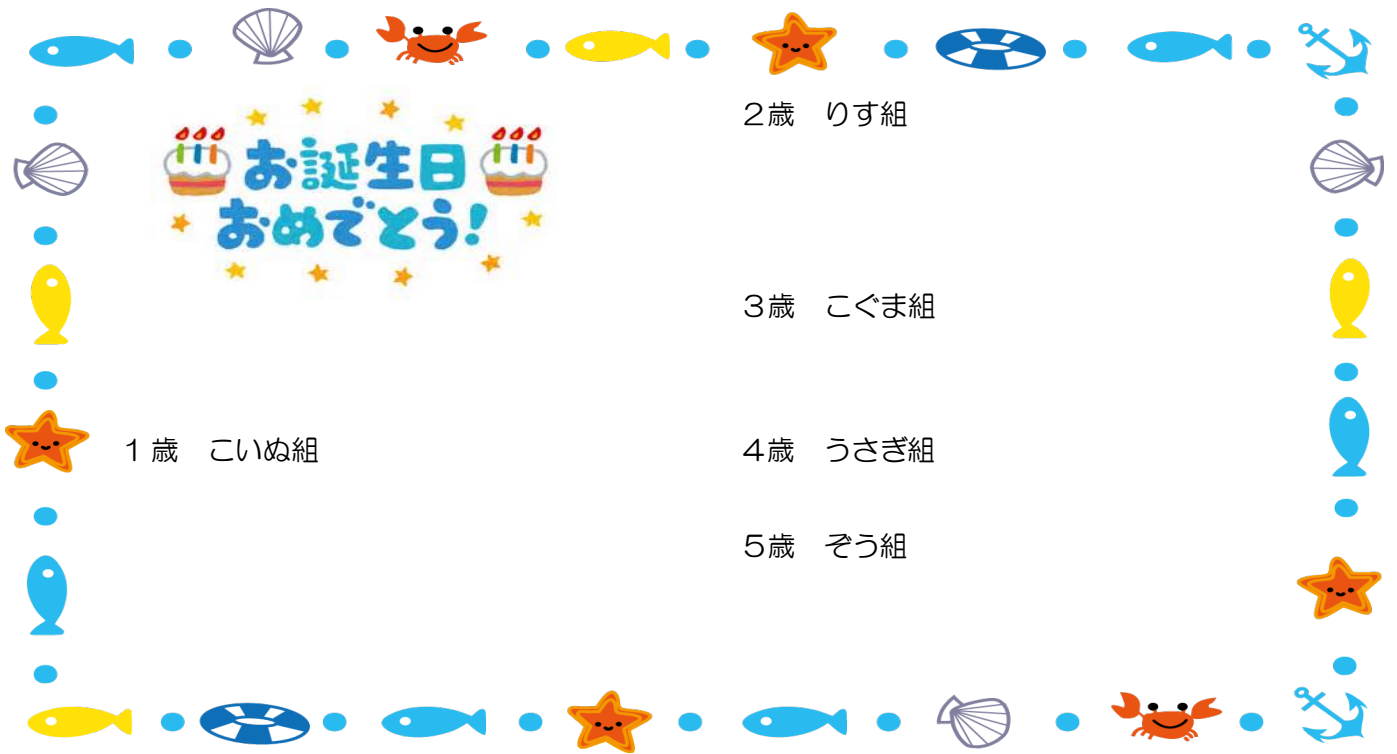 お誕生日
おめでとう!
1歳　こいぬ組
2歳　りす組
3歳　こぐま組
4歳　うさぎ組
5歳　ぞう組